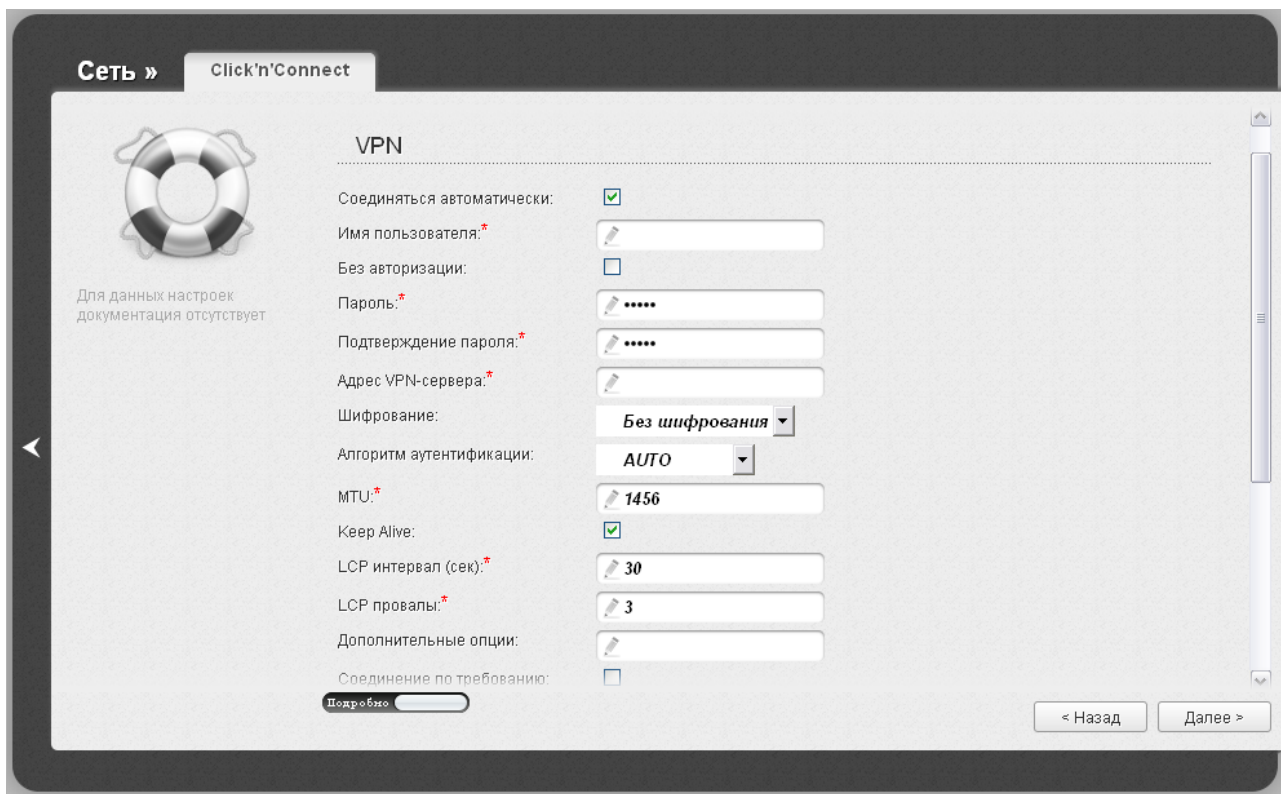 Сеть »
Click'n'Connect
Для данных настроек
документация отсутствует
VPN
Соединяться автоматически:
Имя пользователя:*
Без авторизации:
Пароль:* •••••
Подтверждение пароля:* •••••
Адрес VPN-сервера:*
Шифрование: Без шифрования
Алгоритм аутентификации: AUTO
MTU:* 1456
Keep Alive:
LCP интервал (сек):* 30
LCP провалы:* 3
Дополнительные опции:
Соединение по требованию:
Подробно
< Назад
Далее >